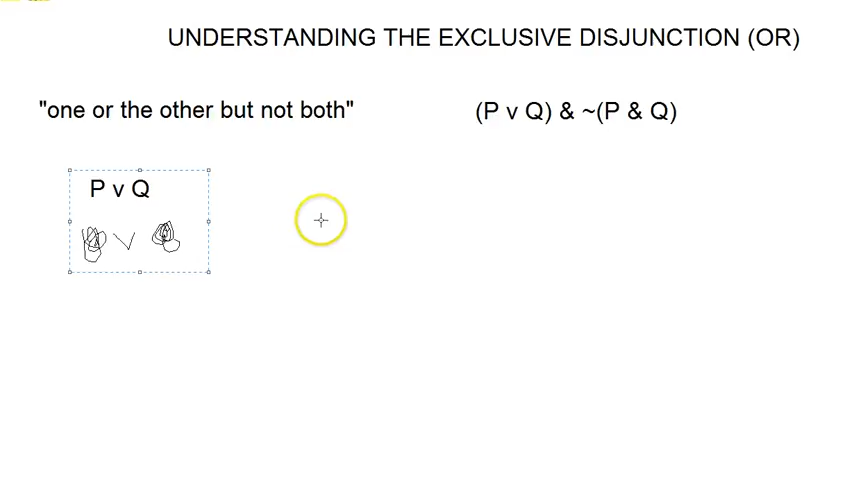 UNDERSTANDING THE EXCLUSIVE DISJUNCTION (OR)
"one or the other but not both"
(P v Q) & ~(P & Q)
P v Q
v